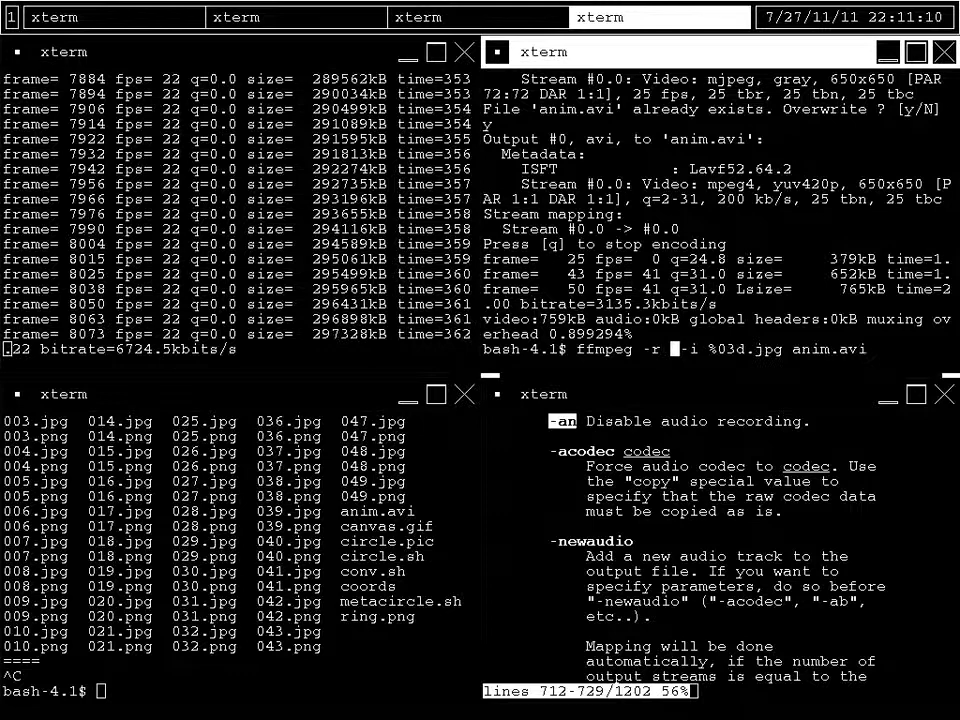 1 xterm xterm xterm xterm 7/27/11/11 22:11:10
xterm
frame= 7884 fps= 22 q=0.0 size= 289562kB time=353
frame= 7894 fps= 22 q=0.0 size= 290034kB time=353
frame= 7906 fps= 22 q=0.0 size= 290499kB time=354
frame= 7914 fps= 22 q=0.0 size= 291089kB time=354
frame= 7922 fps= 22 q=0.0 size= 291595kB time=355
frame= 7932 fps= 22 q=0.0 size= 291813kB time=356
frame= 7942 fps= 22 q=0.0 size= 292274kB time=356
frame= 7956 fps= 22 q=0.0 size= 292735kB time=357
frame= 7966 fps= 22 q=0.0 size= 293196kB time=357
frame= 7976 fps= 22 q=0.0 size= 293655kB time=358
frame= 7990 fps= 22 q=0.0 size= 294116kB time=358
frame= 8004 fps= 22 q=0.0 size= 294589kB time=359
frame= 8015 fps= 22 q=0.0 size= 295061kB time=359
frame= 8025 fps= 22 q=0.0 size= 295499kB time=360
frame= 8038 fps= 22 q=0.0 size= 295965kB time=360
frame= 8050 fps= 22 q=0.0 size= 296431kB time=361
frame= 8063 fps= 22 q=0.0 size= 296898kB time=361
frame= 8073 fps= 22 q=0.0 size= 297328kB time=362
.22 bitrate=6724.5kbits/s
xterm
Stream #0.0: Video: mjpeg, gray, 650x650 [PAR
72:72 DAR 1:1], 25 fps, 25 tbr, 25 tbn, 25 tbc
File 'anim.avi' already exists. Overwrite ? [y/N]
y
Output #0, avi, to 'anim.avi':
Metadata:
ISFT : Lavf52.64.2
Stream #0.0: Video: mpeg4, yuv420p, 650x650 [P
AR 1:1 DAR 1:1], q=2-31, 200 kb/s, 25 tbn, 25 tbc
Stream mapping:
Stream #0.0 -> #0.0
Press [q] to stop encoding
frame= 25 fps= 0 q=24.8 size= 379kB time=1.
frame= 43 fps= 41 q=31.0 size= 652kB time=1.
frame= 50 fps= 41 q=31.0 Lsize= 765kB time=2
.00 bitrate=3135.3kbits/s
video:759kB audio:0kB global headers:0kB muxing ov
erhead 0.899294%
bash-4.1$ ffmpeg -r -i %03d.jpg anim.avi
xterm
003.jpg 014.jpg 025.jpg 036.jpg 047.jpg
003.png 014.png 025.png 036.png 047.png
004.jpg 015.jpg 026.jpg 037.jpg 048.jpg
004.png 015.png 026.png 037.png 048.png
005.jpg 016.jpg 027.jpg 038.jpg 049.jpg
005.png 016.png 027.png 038.png 049.png
006.jpg 017.jpg 028.jpg 039.jpg anim.avi
006.png 017.png 028.png 039.png canvas.gif
007.jpg 018.jpg 029.jpg 040.jpg circle.pic
007.png 018.png 029.png 040.png circle.sh
008.jpg 019.jpg 030.jpg 041.jpg conv.sh
008.png 019.png 030.png 041.png coords
009.jpg 020.jpg 031.jpg 042.jpg metacircle.sh
009.png 020.png 031.png 042.png ring.png
010.jpg 021.jpg 032.jpg 043.jpg
010.png 021.png 032.png 043.png
====
^C
bash-4.1$
xterm
-an Disable audio recording.
-acodec codec
Force audio codec to codec. Use
the "copy" special value to
specify that the raw codec data
must be copied as is.
-newaudio
Add a new audio track to the
output file. If you want to
specify parameters, do so before
"-newaudio" ("-acodec", "-ab",
etc..).
Mapping will be done
automatically, if the number of
output streams is equal to the
lines 712-729/1202 56%